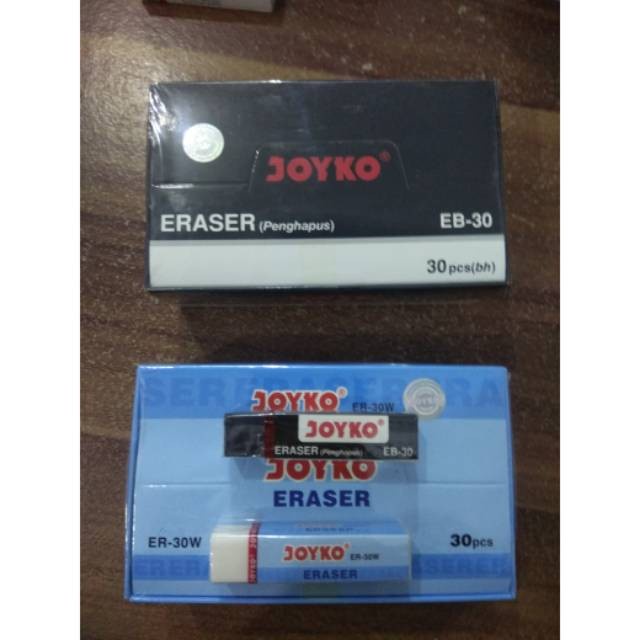 JOYKO®
ERASER (Penghapus) EB-30
30 pcs(bh)
JOYKO® ER-30W
JOYKO®
ERASER (Penghapus) EB-30
JOYKO
ERASER
ER-30W 30pcs
JOYKO® ER-30W
ERASER